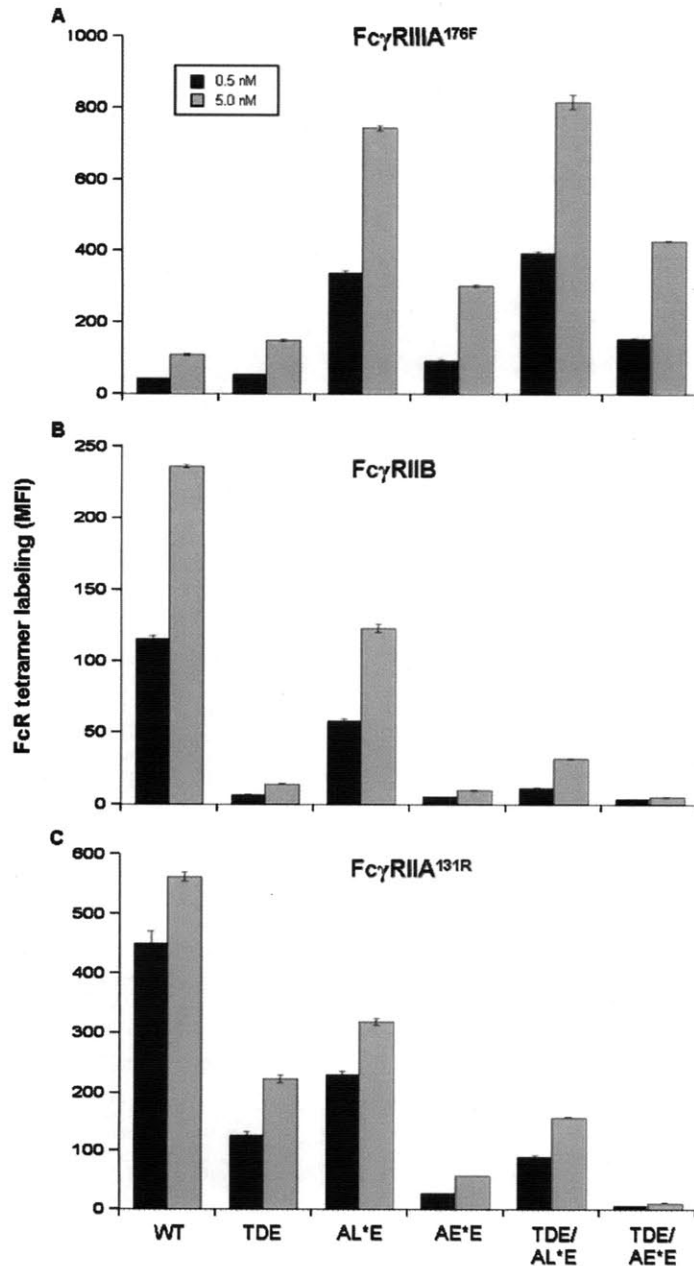 A
FcγRIIIA176F
1000
800
600
400
200
0
0.5 nM
5.0 nM
B
FcγRIIB
250
200
150
100
50
0
FcR tetramer labeling (MFI)
C
FcγRIIA131R
600
500
400
300
200
100
0
WT
TDE
AL*E
AE*E
TDE/
AL*E
TDE/
AE*E